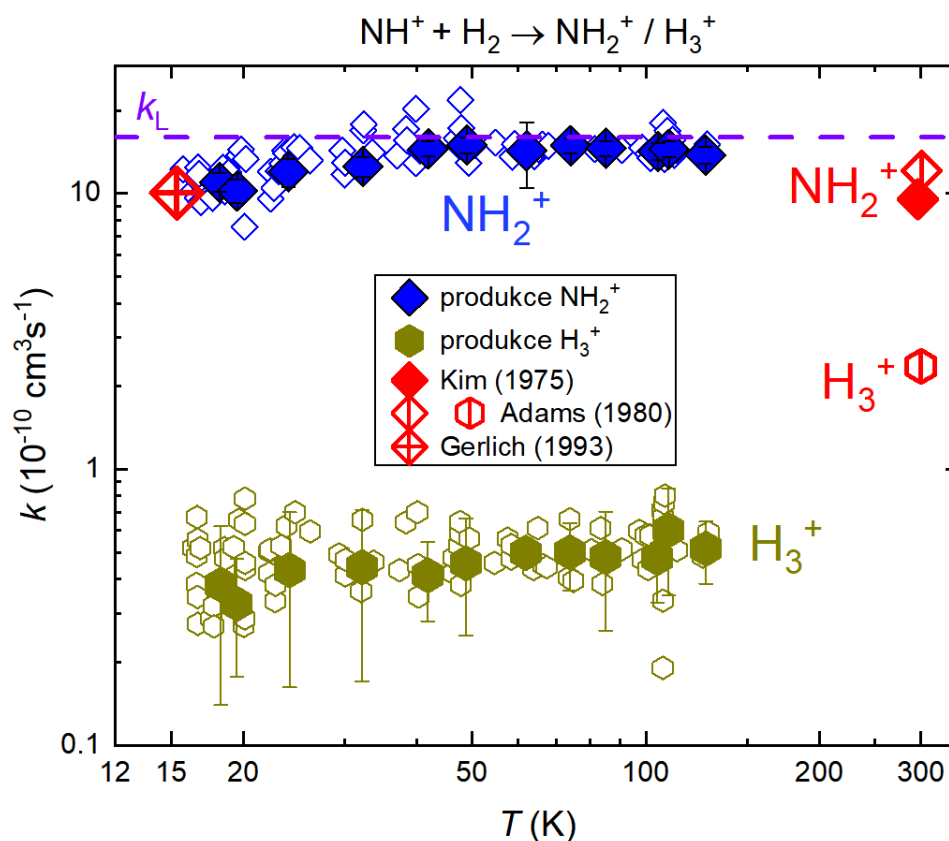 NH⁺ + H₂ → NH₂⁺ / H₃⁺
k_L
10
NH₂⁺
NH₂⁺
produkce NH₂⁺
produkce H₃⁺
Kim (1975)
Adams (1980)
Gerlich (1993)
H₃⁺
k (10⁻¹⁰ cm³s⁻¹)
1
H₃⁺
0.1
12 15 20 50 100 200 300
T (K)